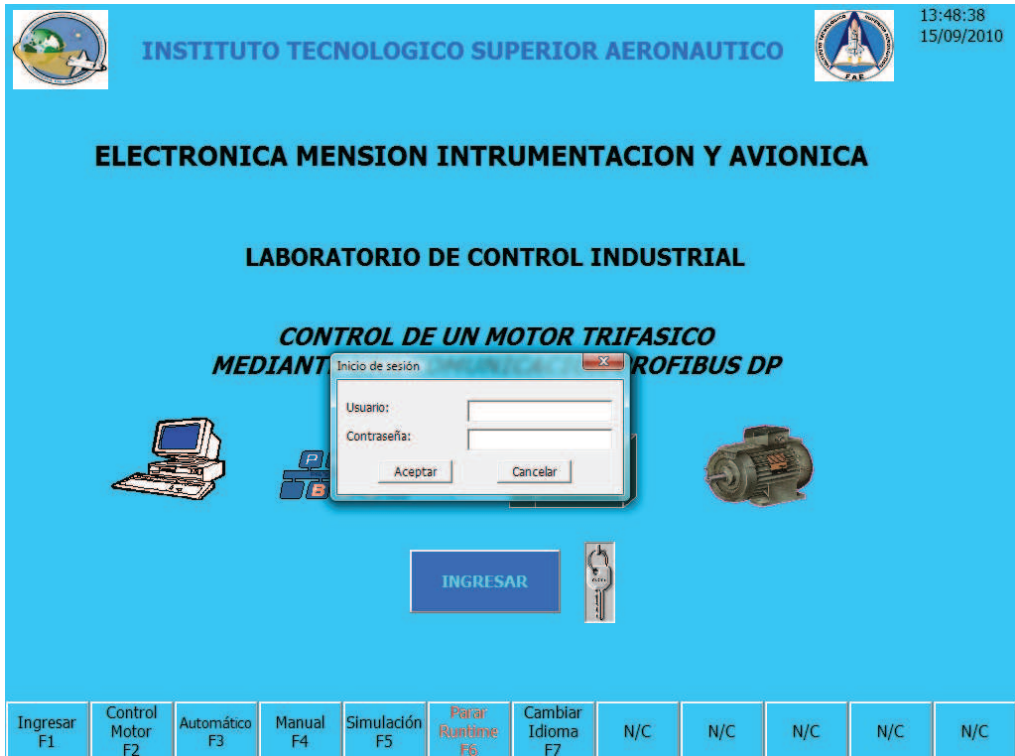 13:48:38
15/09/2010
INSTITUTO TECNOLOGICO SUPERIOR AERONAUTICO
FAE
ELECTRONICA MENSION INTRUMENTACION Y AVIONICA
LABORATORIO DE CONTROL INDUSTRIAL
CONTROL DE UN MOTOR TRIFASICO
MEDIANT ROFIBUS DP
Inicio de sesión
Usuario:
Contraseña:
Aceptar Cancelar
P
B
INGRESAR
Ingresar
F1
Control
Motor
F2
Automático
F3
Manual
F4
Simulación
F5
Parar
Runtime
F6
Cambiar
Idioma
F7
N/C
N/C
N/C
N/C
N/C